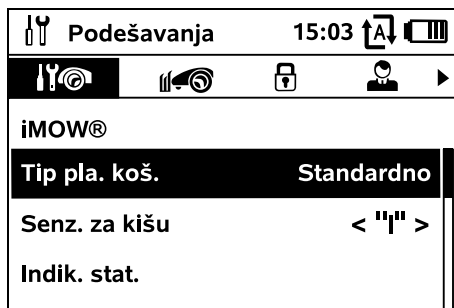 Podešavanja 15:03 A
iMOW®
Tip pla. koš. Standardno
Senz. za kišu < "I" >
Indik. stat.